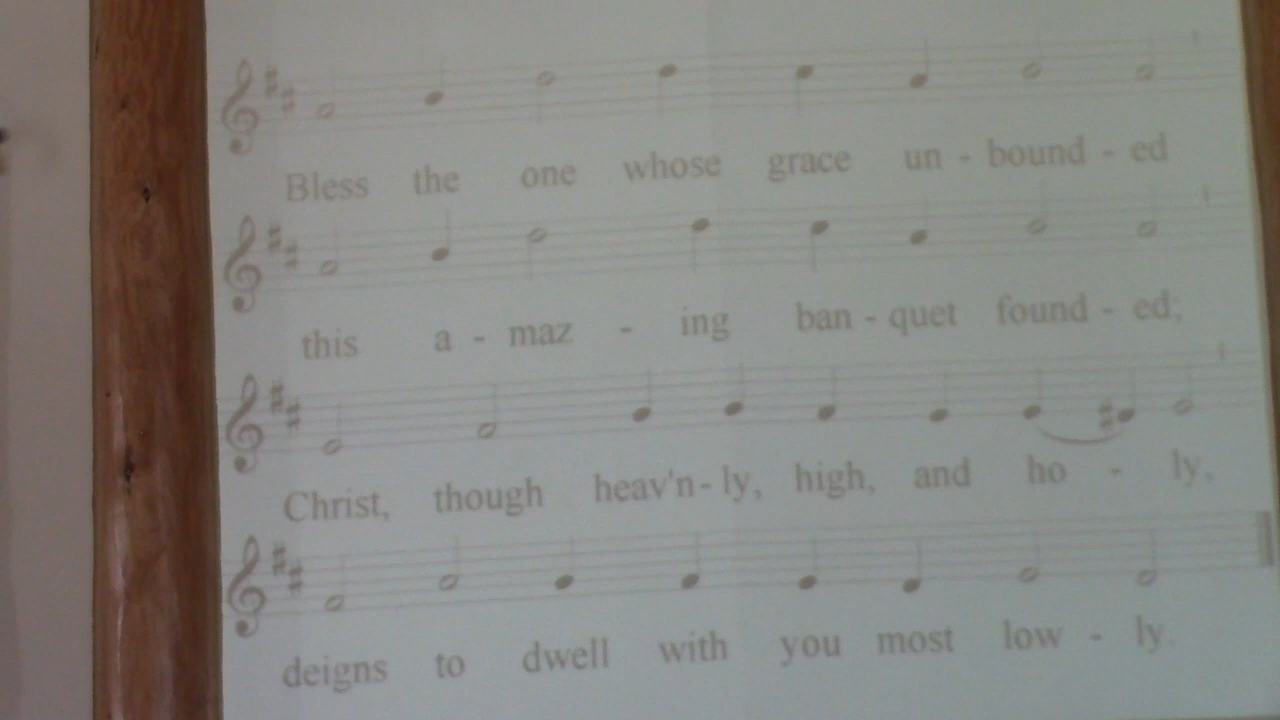 Bless the one whose grace un - bound - ed
this a - maz - ing ban - quet found - ed;
Christ, though heav'n - ly, high, and ho - ly,
deigns to dwell with you most low - ly.